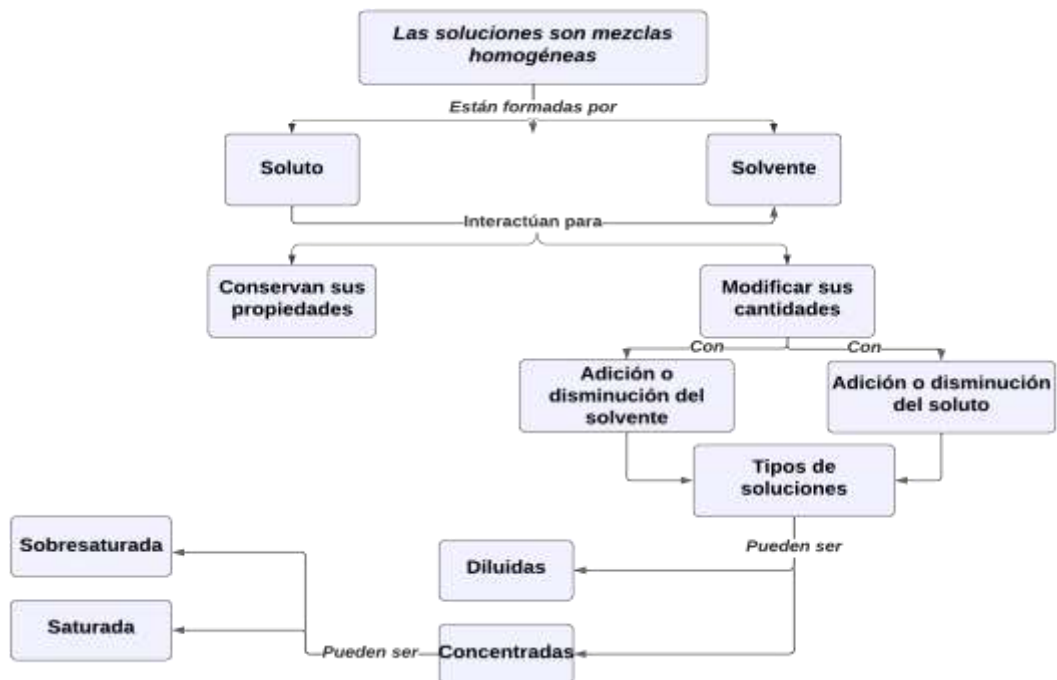 Las soluciones son mezclas
homogéneas
Están formadas por
Soluto
Solvente
Interactúan para
Conservan sus
propiedades
Modificar sus
cantidades
Con
Con
Adición o
disminución del
solvente
Adición o disminución
del soluto
Tipos de
soluciones
Pueden ser
Sobresaturada
Diluidas
Saturada
Pueden ser
Concentradas